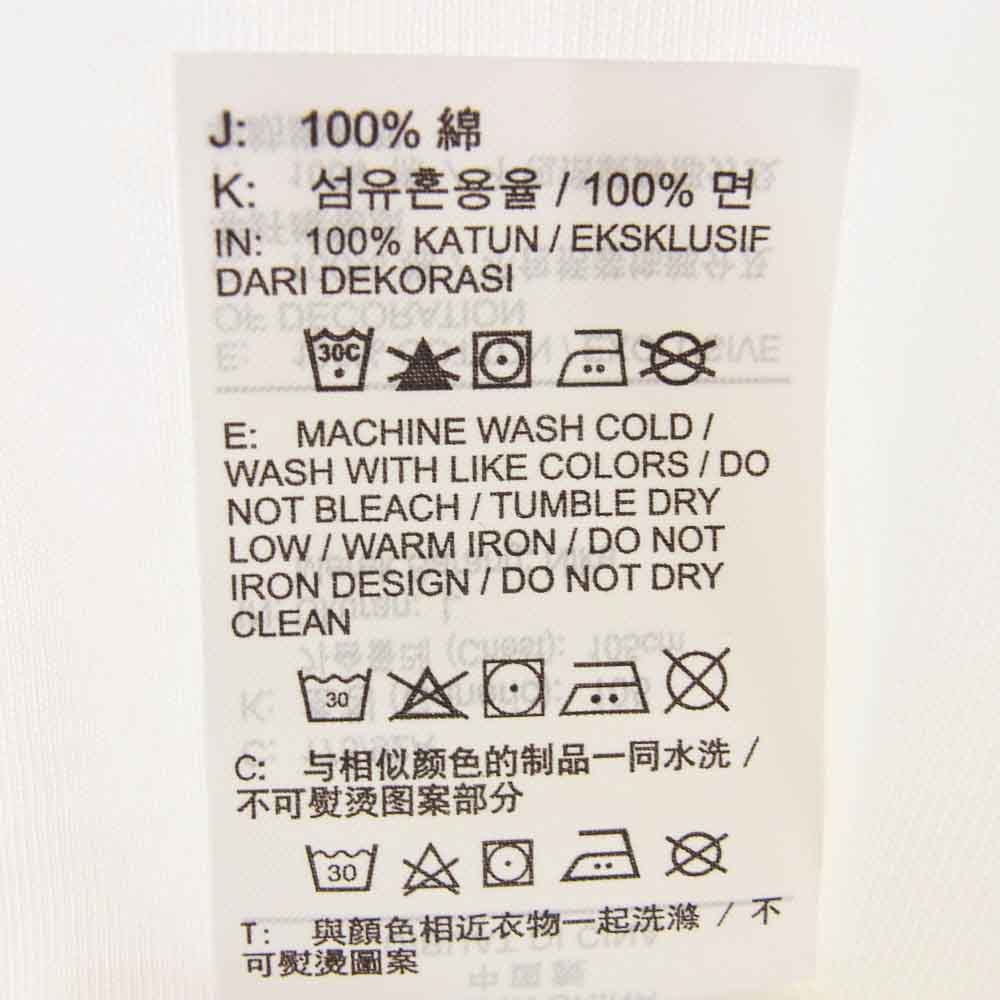 J: 100% 綿
K: 섬유혼용율 / 100% 면
IN: 100% KATUN / EKSKLUSIF
DARI DEKORASI
30C
E: MACHINE WASH COLD /
WASH WITH LIKE COLORS / DO
NOT BLEACH / TUMBLE DRY
LOW / WARM IRON / DO NOT
IRON DESIGN / DO NOT DRY
CLEAN
30
C: 与相似颜色的制品一同水洗 /
不可熨烫图案部分
30
T: 與顏色相近衣物一起洗滌 / 不
可熨燙圖案